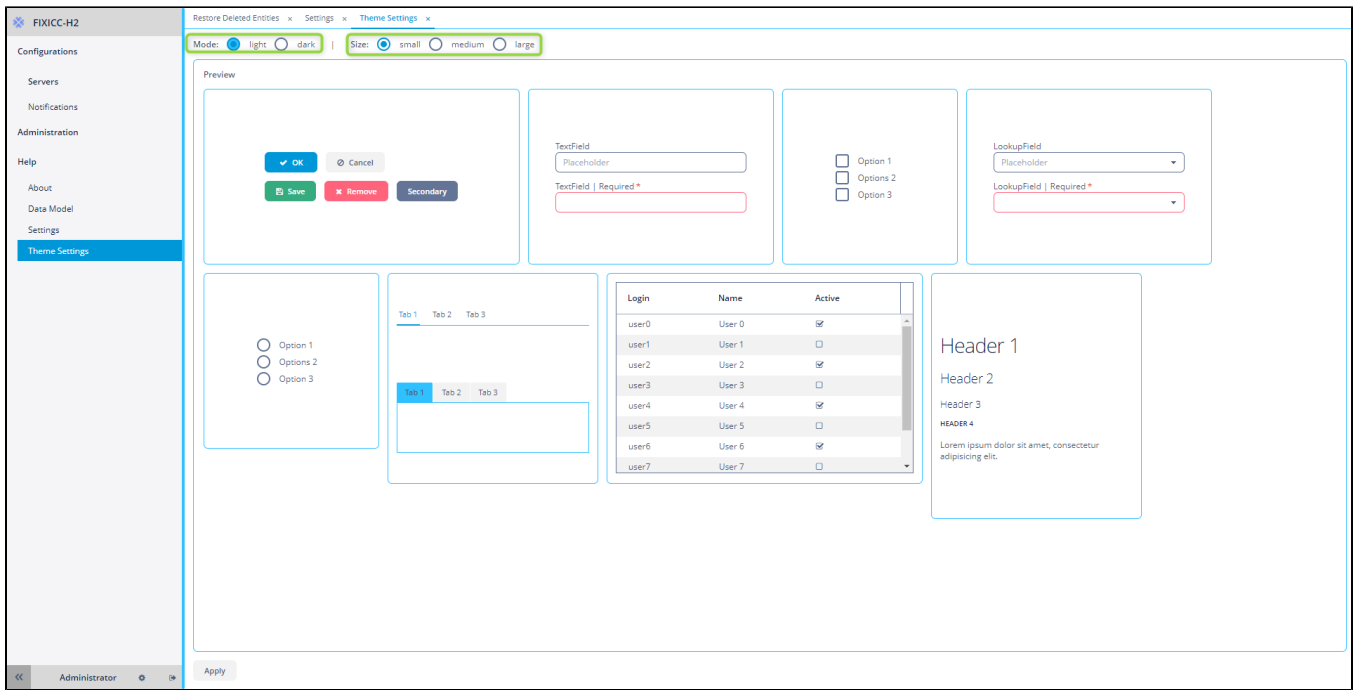 FIXICC-H2
Configurations
Servers
Notifications
Administration
Help
About
Data Model
Settings
Theme Settings
Administrator
Restore Deleted Entities x Settings x Theme Settings x
Mode: light dark | Size: small medium large
Preview
OK Cancel
Save Remove Secondary
TextField
Placeholder
TextField | Required *
Option 1
Options 2
Option 3
LookupField
Placeholder
LookupField | Required *
Option 1
Options 2
Option 3
Tab 1 Tab 2 Tab 3
Tab 1 Tab 2 Tab 3
Login Name Active
user0 User 0
user1 User 1
user2 User 2
user3 User 3
user4 User 4
user5 User 5
user6 User 6
user7 User 7
Header 1
Header 2
Header 3
HEADER 4
Lorem ipsum dolor sit amet, consectetur
adipisicing elit.
Apply